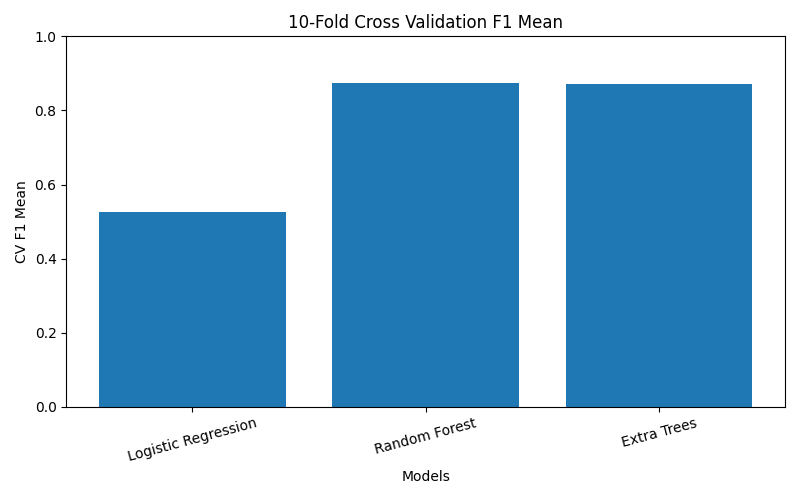 10-Fold Cross Validation F1 Mean
1.0
0.8
0.6
0.4
0.2
0.0
CV F1 Mean
Logistic Regression
Random Forest
Extra Trees
Models